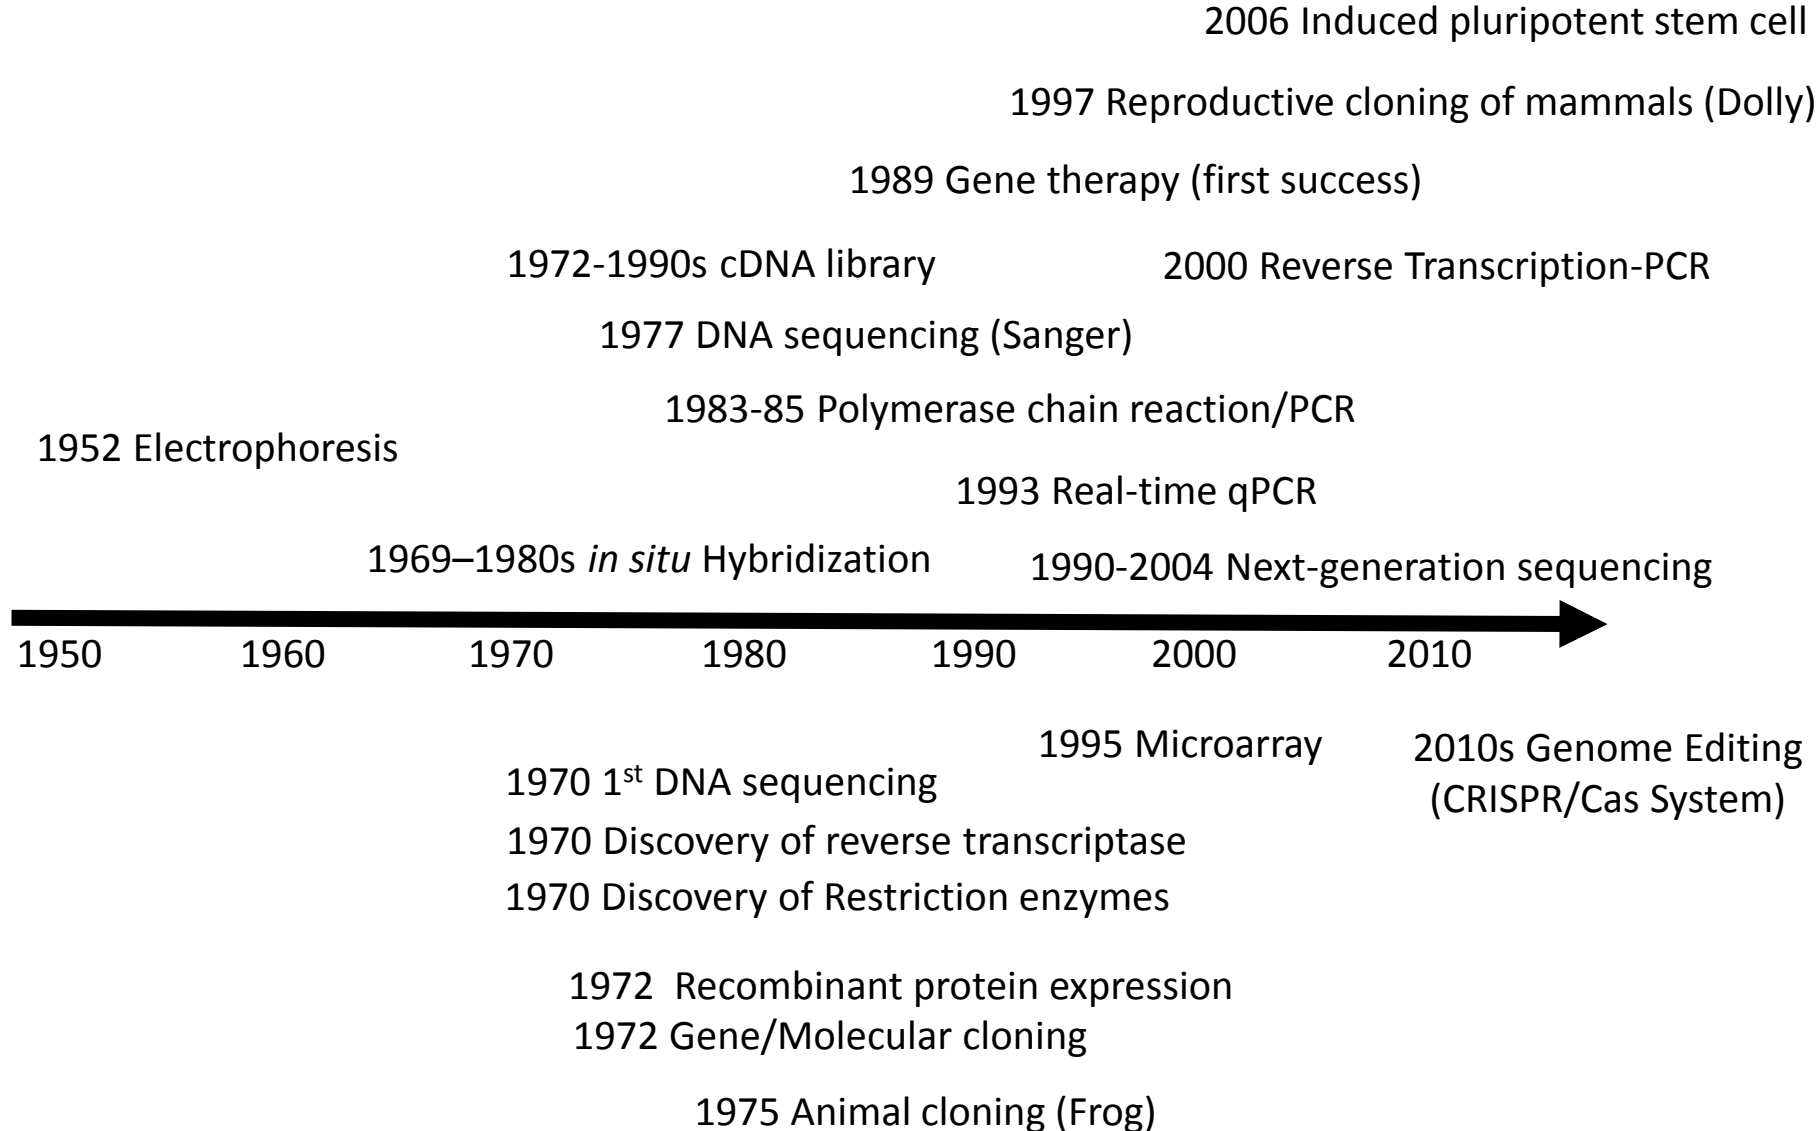 2006 Induced pluripotent stem cell
1997 Reproductive cloning of mammals (Dolly)
1989 Gene therapy (first success)
1972-1990s cDNA library
2000 Reverse Transcription-PCR
1977 DNA sequencing (Sanger)
1983-85 Polymerase chain reaction/PCR
1952 Electrophoresis
1993 Real-time qPCR
1969–1980s in situ Hybridization
1990-2004 Next-generation sequencing
1950 1960 1970 1980 1990 2000 2010
1995 Microarray
2010s Genome Editing
(CRISPR/Cas System)
1970 1st DNA sequencing
1970 Discovery of reverse transcriptase
1970 Discovery of Restriction enzymes
1972 Recombinant protein expression
1972 Gene/Molecular cloning
1975 Animal cloning (Frog)